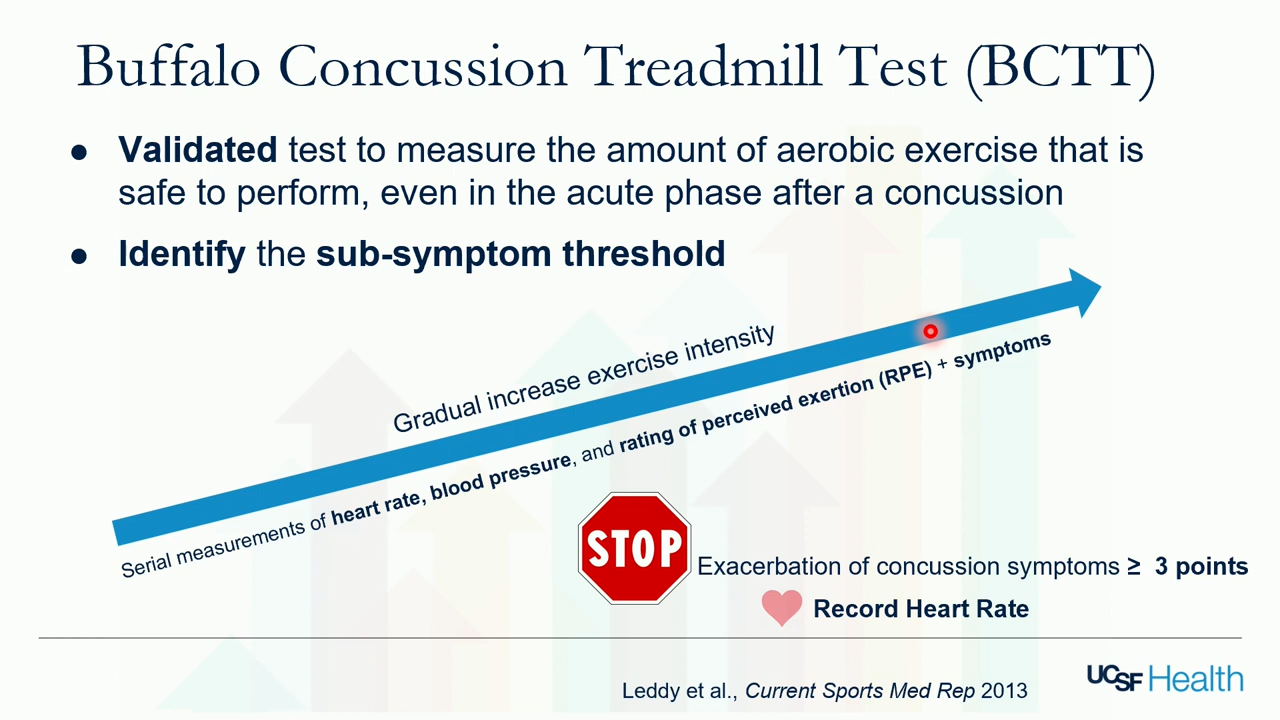 Buffalo Concussion Treadmill Test (BCTT)
● Validated test to measure the amount of aerobic exercise that is
safe to perform, even in the acute phase after a concussion
● Identify the sub-symptom threshold
Gradual increase exercise intensity
Serial measurements of heart rate, blood pressure, and rating of perceived exertion (RPE) + symptoms
STOP
Exacerbation of concussion symptoms ≥ 3 points
Record Heart Rate
Leddy et al., Current Sports Med Rep 2013
UCSF Health